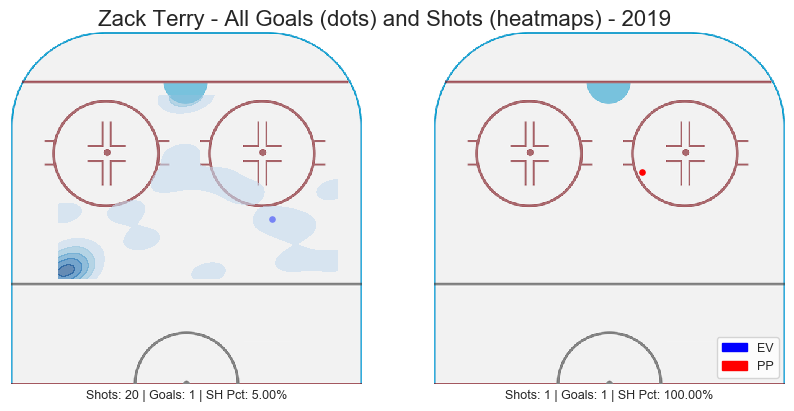 Zack Terry - All Goals (dots) and Shots (heatmaps) - 2019
EV
PP
Shots: 20 | Goals: 1 | SH Pct: 5.00%
Shots: 1 | Goals: 1 | SH Pct: 100.00%